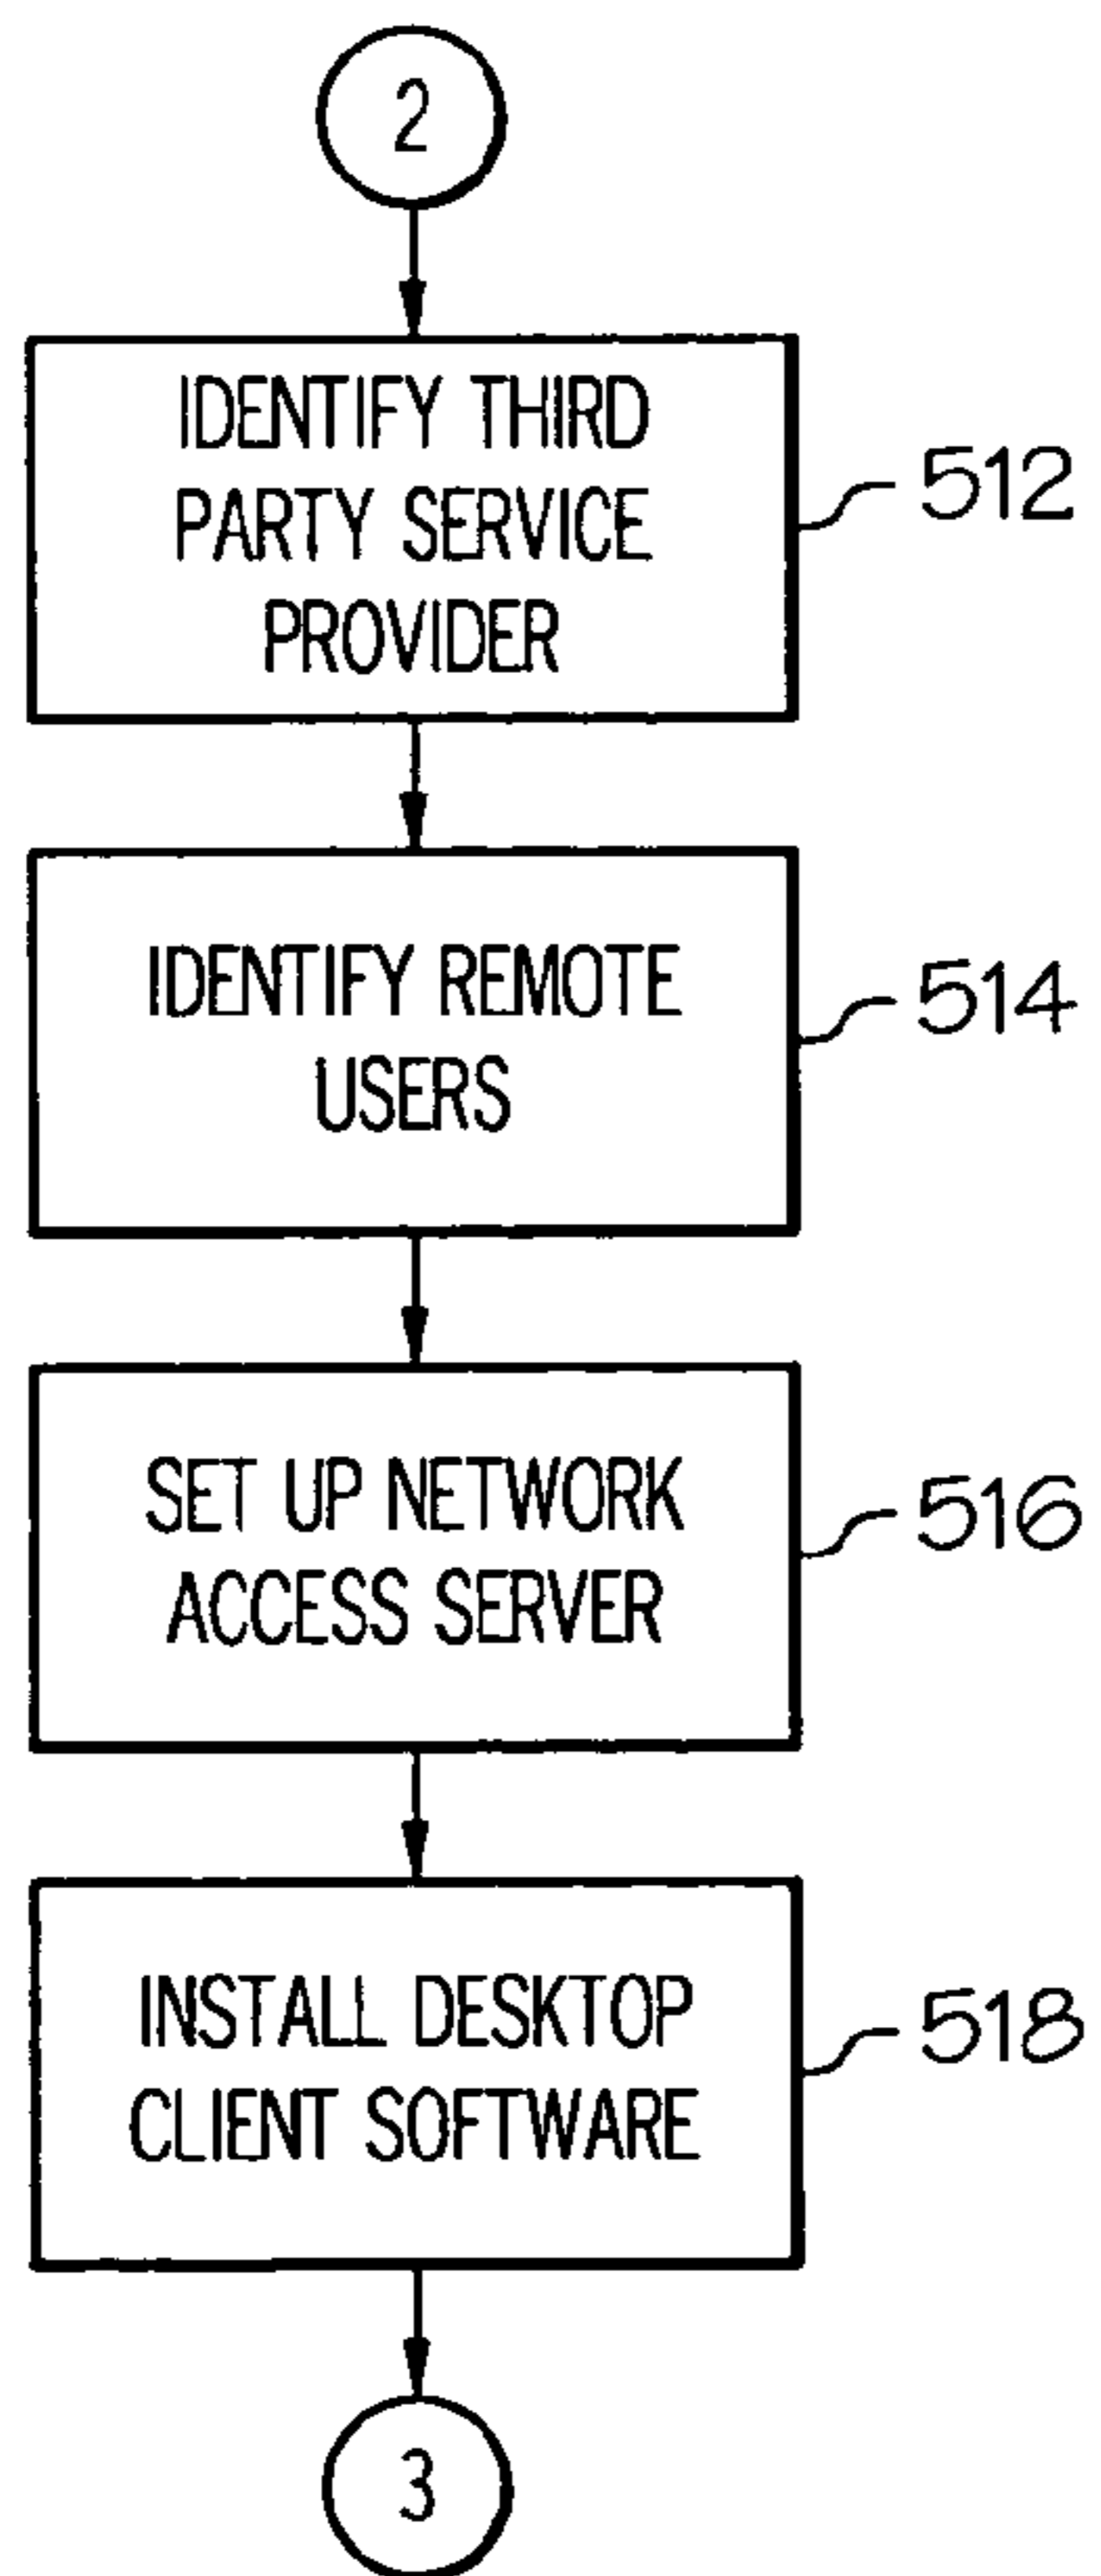 2
IDENTIFY THIRD
PARTY SERVICE
PROVIDER
512
IDENTIFY REMOTE
USERS
514
SET UP NETWORK
ACCESS SERVER
516
INSTALL DESKTOP
CLIENT SOFTWARE
518
3